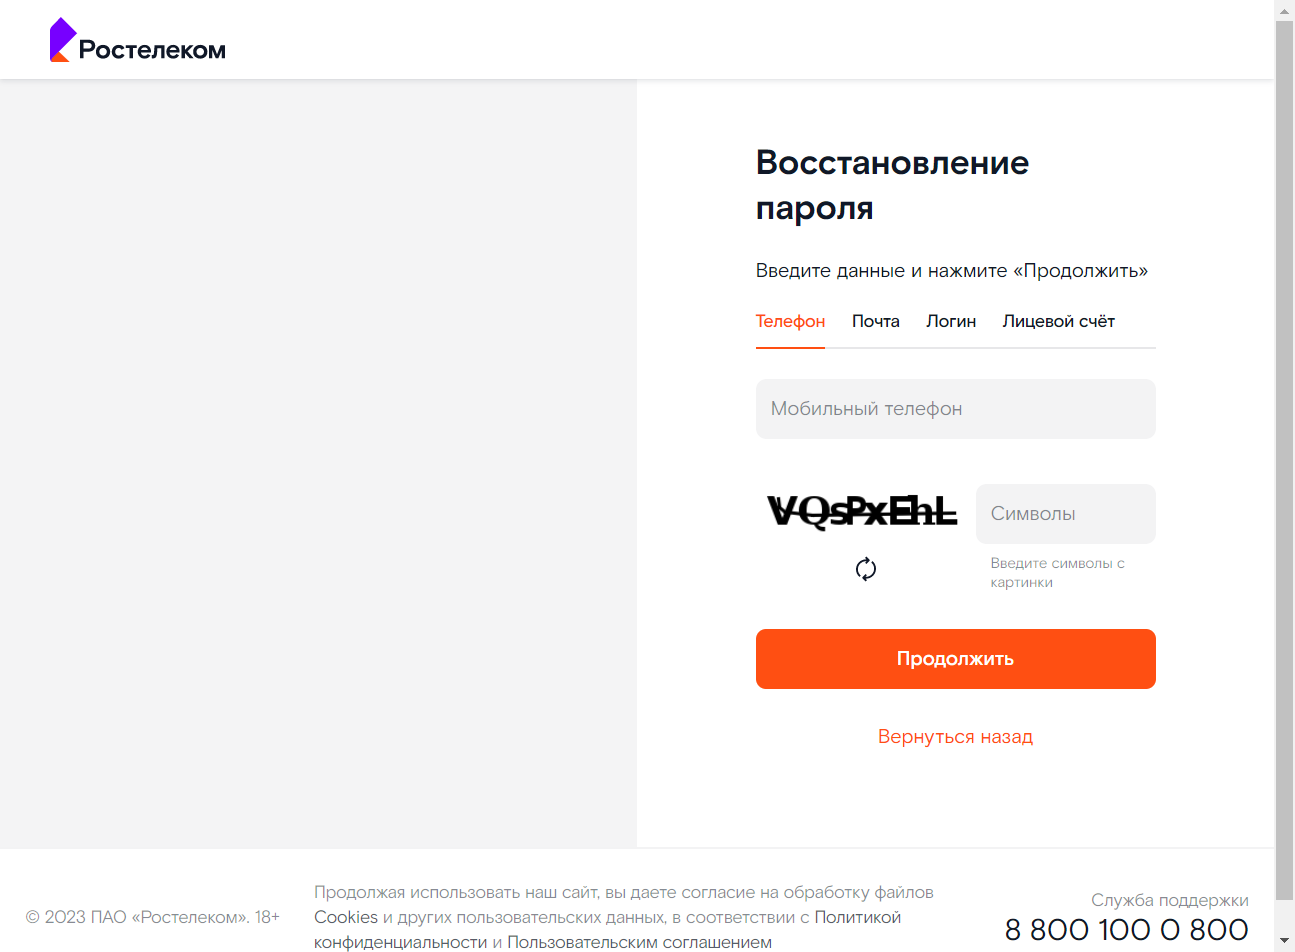 Ростелеком
Восстановление
пароля
Введите данные и нажмите «Продолжить»
Телефон Почта Логин Лицевой счёт
Мобильный телефон
VQsPxEhL
Символы
Введите символы с
картинки
Продолжить
Вернуться назад
© 2023 ПАО «Ростелеком». 18+
Продолжая использовать наш сайт, вы даете согласие на обработку файлов
Cookies и других пользовательских данных, в соответствии с Политикой
конфиденциальности и Пользовательским соглашением
Служба поддержки
8 800 100 0 800